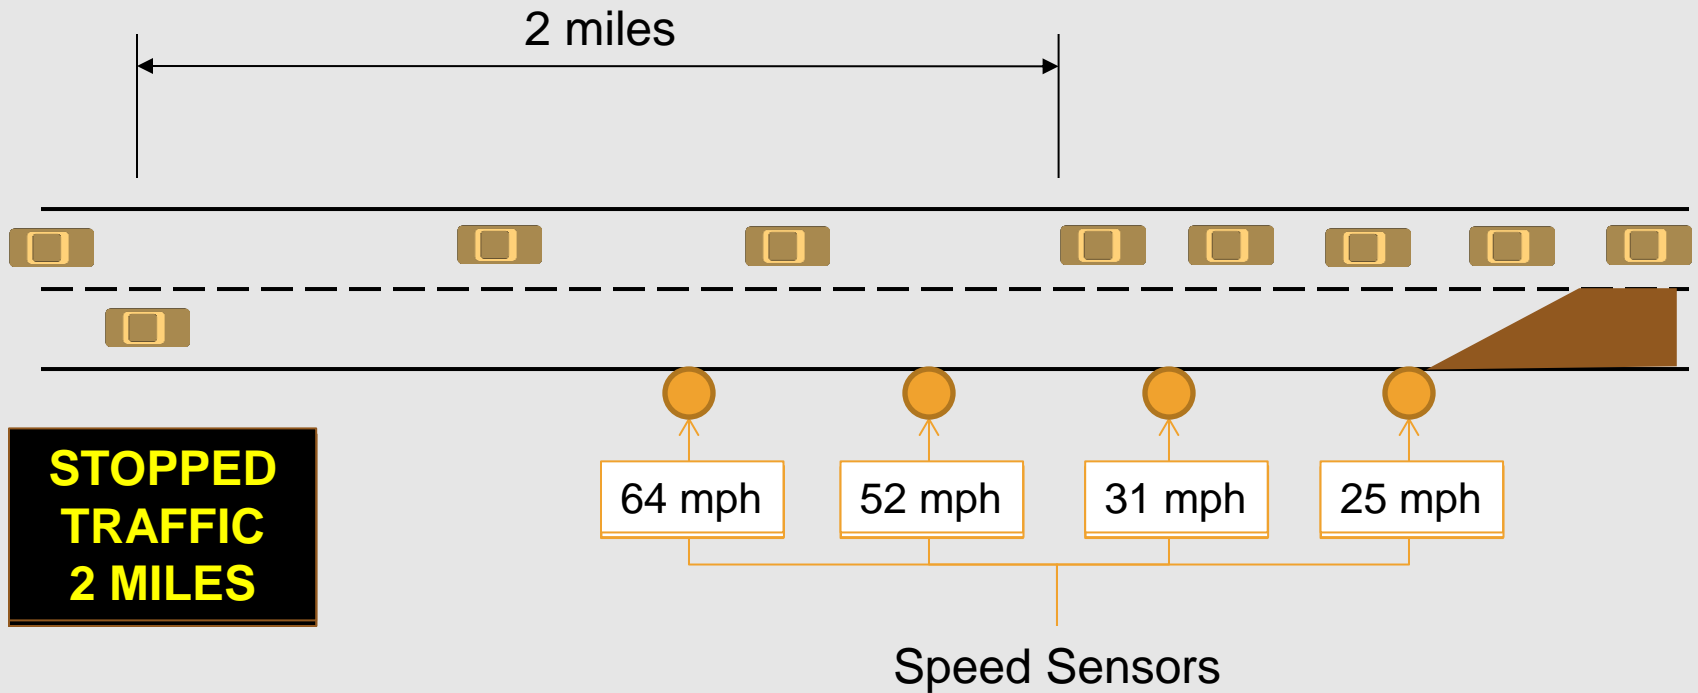 2 miles
STOPPED
TRAFFIC
2 MILES
64 mph
52 mph
31 mph
25 mph
Speed Sensors